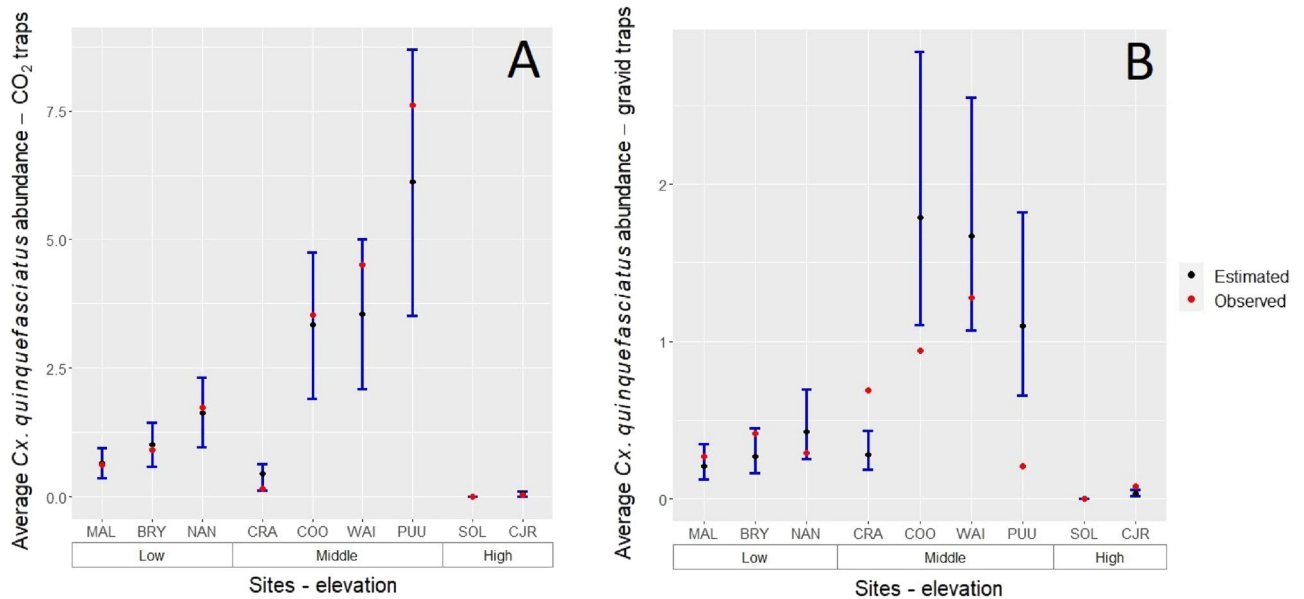 A
Average Cx. quinquefasciatus abundance – CO₂ traps
7.5
5.0
2.5
0.0
MAL BRY NAN CRA COO WAI PUU SOL CJR
Low Middle High
Sites - elevation
B
Average Cx. quinquefasciatus abundance – gravid traps
2
1
0
MAL BRY NAN CRA COO WAI PUU SOL CJR
Low Middle High
Sites - elevation
Estimated
Observed